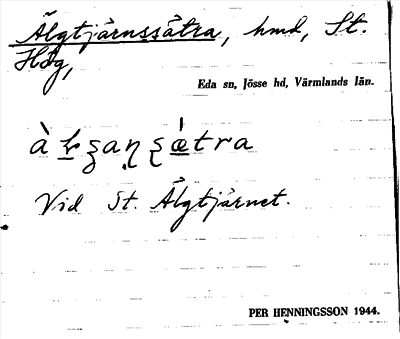 Älgtjärnssätra, hmd, St.
Hög,
Eda sn, Jösse hd, Värmlands län.
Vid St. Älgtjärnet.
PER HENNINGSSON 1944.